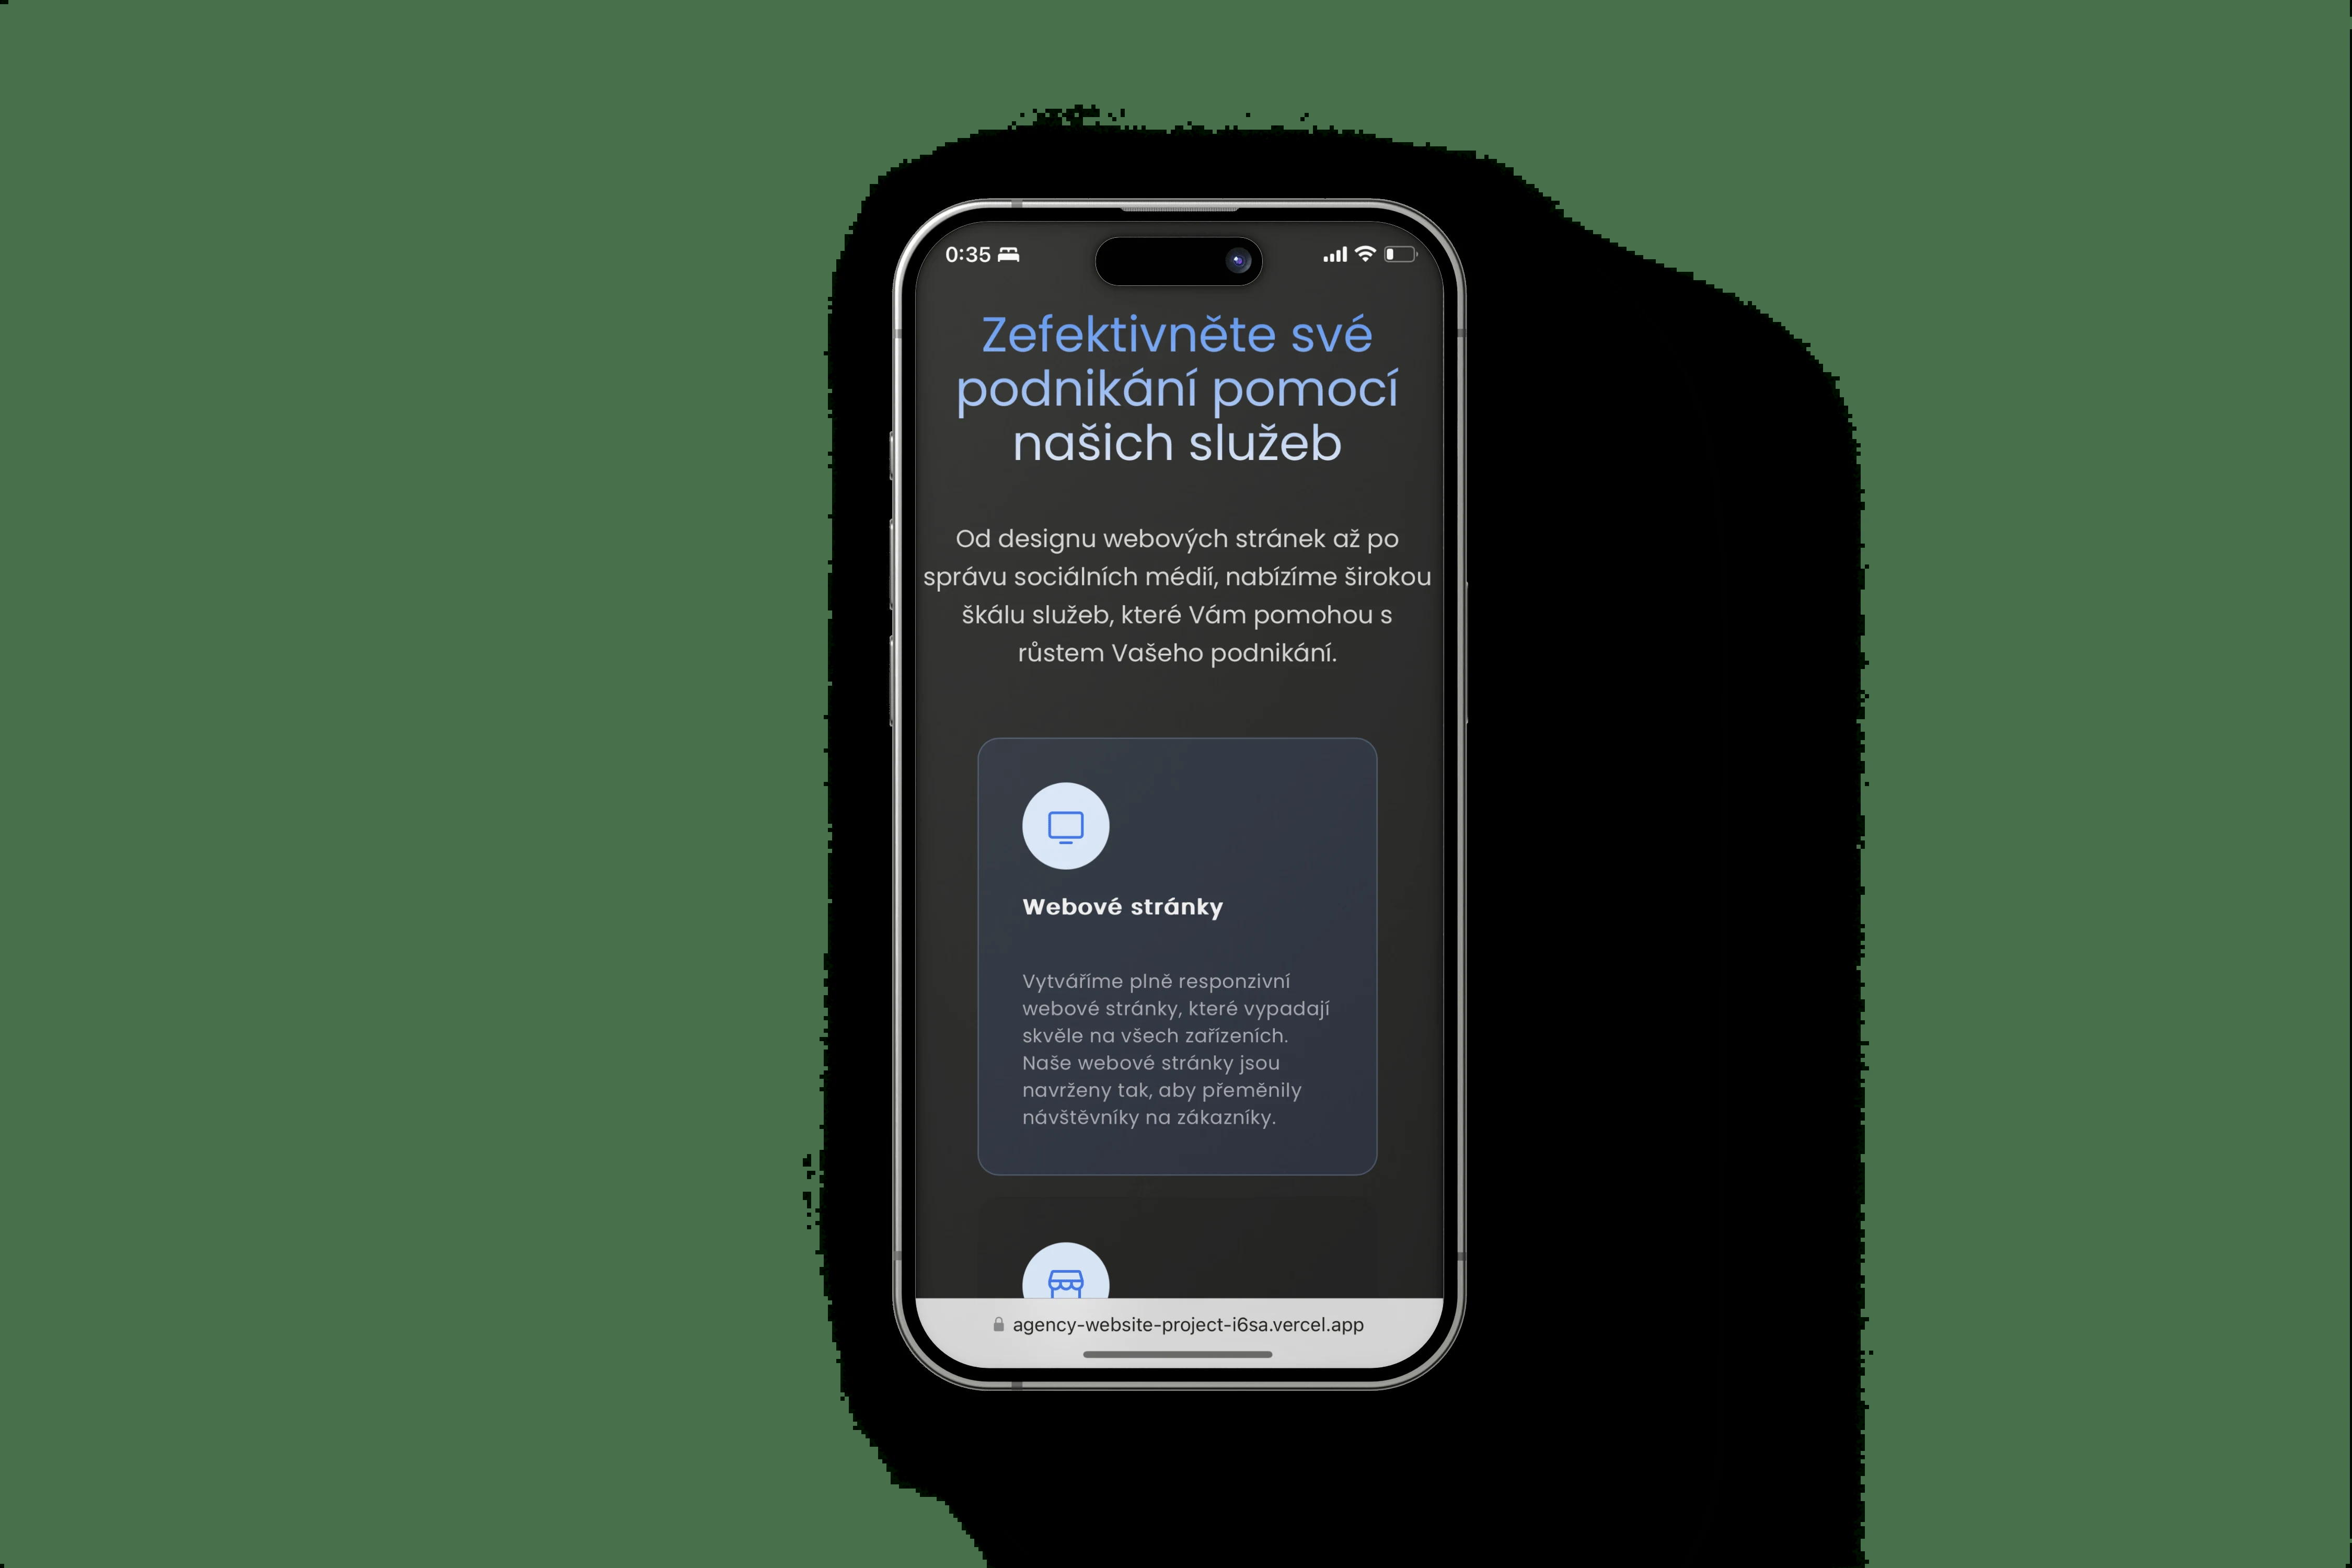 0:35
Zefektivněte své
podnikání pomocí
našich služeb
Od designu webových stránek až po
správu sociálních médií, nabízíme širokou
škálu služeb, které Vám pomohou s
růstem Vašeho podnikání.
Webové stránky
Vytváříme plně responzivní
webové stránky, které vypadají
skvěle na všech zařízeních.
Naše webové stránky jsou
navrženy tak, aby přeměnily
návštěvníky na zákazníky.
agency-website-project-i6sa.vercel.app